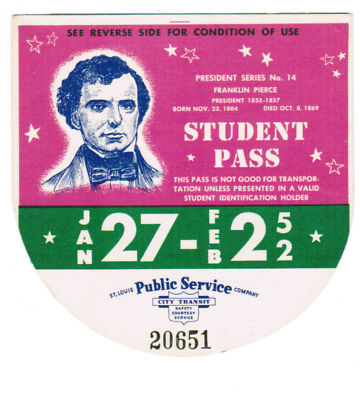 SEE REVERSE SIDE FOR CONDITION OF USE
PRESIDENT SERIES No. 14
FRANKLIN PIERCE
PRESIDENT 1853-1857
BORN NOV. 23, 1804 DIED OCT. 8, 1869
STUDENT
PASS
THIS PASS IS NOT GOOD FOR TRANSPOR-
TATION UNLESS PRESENTED IN A VALID
STUDENT IDENTIFICATION HOLDER
JAN 27 - FEB 2 52
ST. LOUIS Public Service COMPANY
CITY TRANSIT
SAFETY
COURTESY
SERVICE
20651